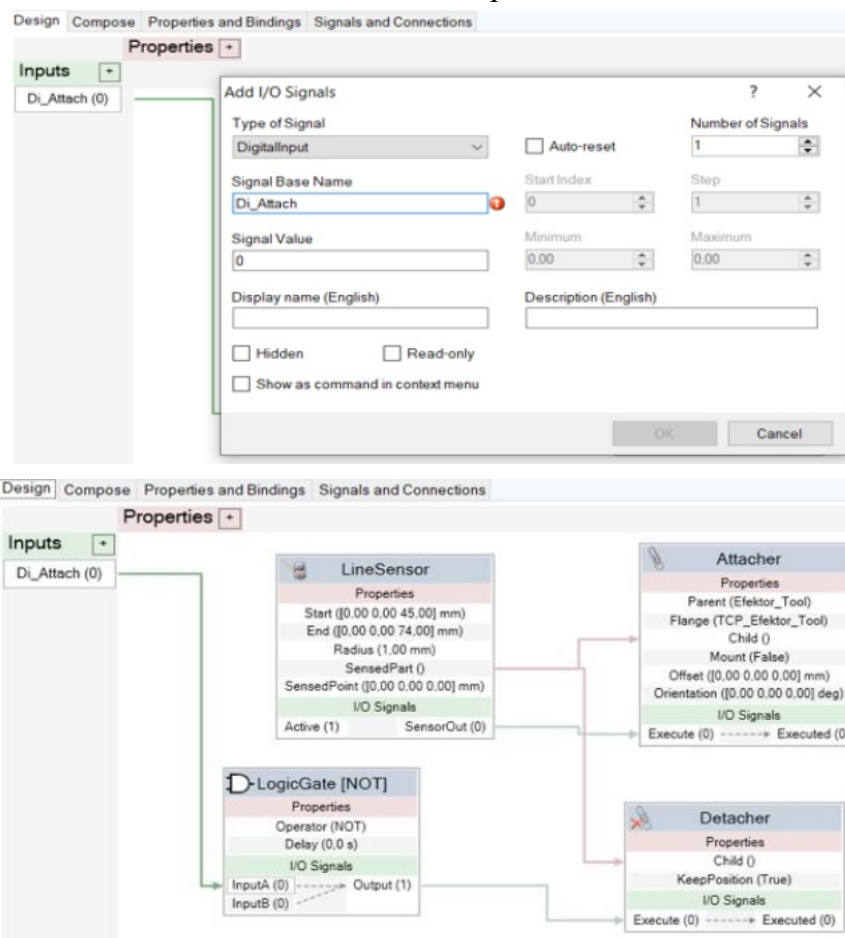 Design Compose Properties and Bindings Signals and Connections
Properties +
Inputs +
Di_Attach (0)
Add I/O Signals ? ×
Type of Signal Number of Signals
DigitalInput Auto-reset 1
Signal Base Name Start Index Step
Di_Attach 0 1
Signal Value Minimum Maximum
0 0,00 0,00
Display name (English) Description (English)
Hidden Read-only
Show as command in context menu
OK Cancel
Design Compose Properties and Bindings Signals and Connections
Properties +
Inputs +
Di_Attach (0)
LineSensor
Properties
Start ([0,00 0,00 45,00] mm)
End ([0,00 0,00 74,00] mm)
Radius (1,00 mm)
SensedPart ()
SensedPoint ([0,00 0,00 0,00] mm)
I/O Signals
Active (1) SensorOut (0)
Attacher
Properties
Parent (Efektor_Tool)
Flange (TCP_Efektor_Tool)
Child ()
Mount (False)
Offset ([0,00 0,00 0,00] mm)
Orientation ([0,00 0,00 0,00] deg)
I/O Signals
Execute (0) Executed (0
LogicGate [NOT]
Properties
Operator (NOT)
Delay (0,0 s)
I/O Signals
InputA (0) Output (1)
InputB (0)
Detacher
Properties
Child ()
KeepPosition (True)
I/O Signals
Execute (0) Executed (0)